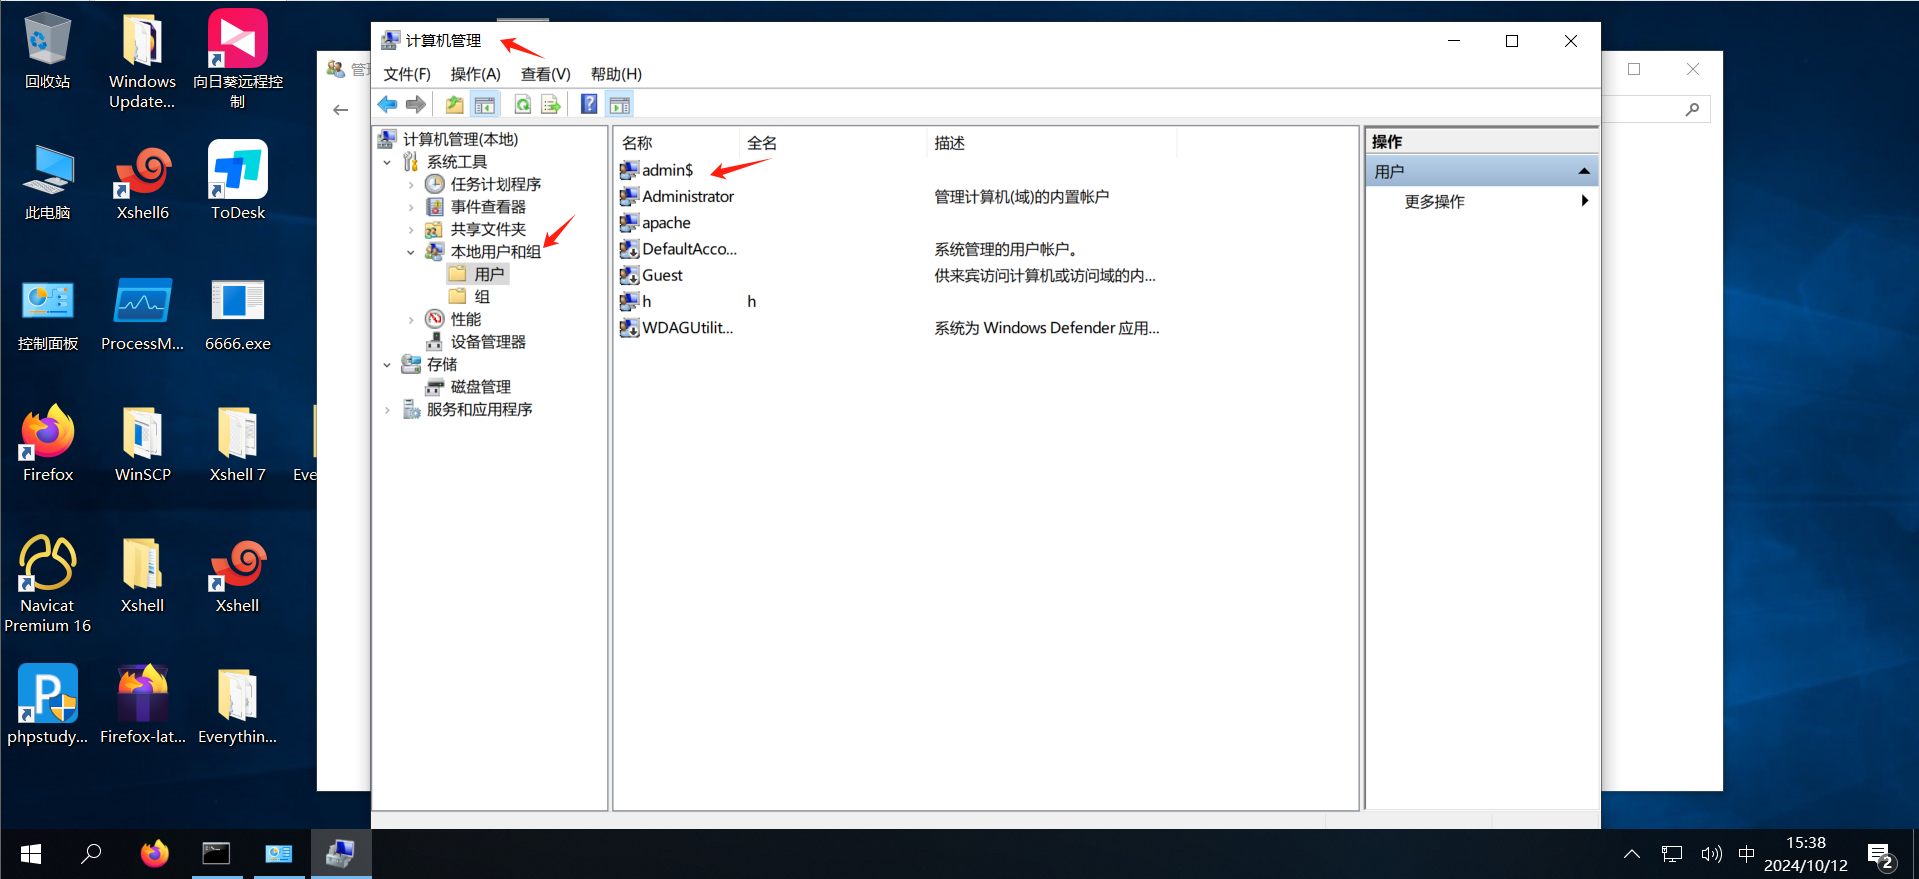 回收站
Windows
Update...
向日葵远程控
制
此电脑
Xshell6
ToDesk
控制面板
ProcessM...
6666.exe
Firefox
WinSCP
Xshell 7
Eve
Navicat
Premium 16
Xshell
Xshell
phpstudy...
Firefox-lat...
Everythin...
计算机管理
文件(F) 操作(A) 查看(V) 帮助(H)
计算机管理(本地)
系统工具
任务计划程序
事件查看器
共享文件夹
本地用户和组
用户
组
性能
设备管理器
存储
磁盘管理
服务和应用程序
名称 全名 描述
admin$
Administrator 管理计算机(域)的内置帐户
apache
DefaultAcco... 系统管理的用户帐户。
Guest 供来宾访问计算机或访问域的内...
h h
WDAGUtilit... 系统为 Windows Defender 应用...
操作
用户
更多操作
中
15:38
2024/10/12
2